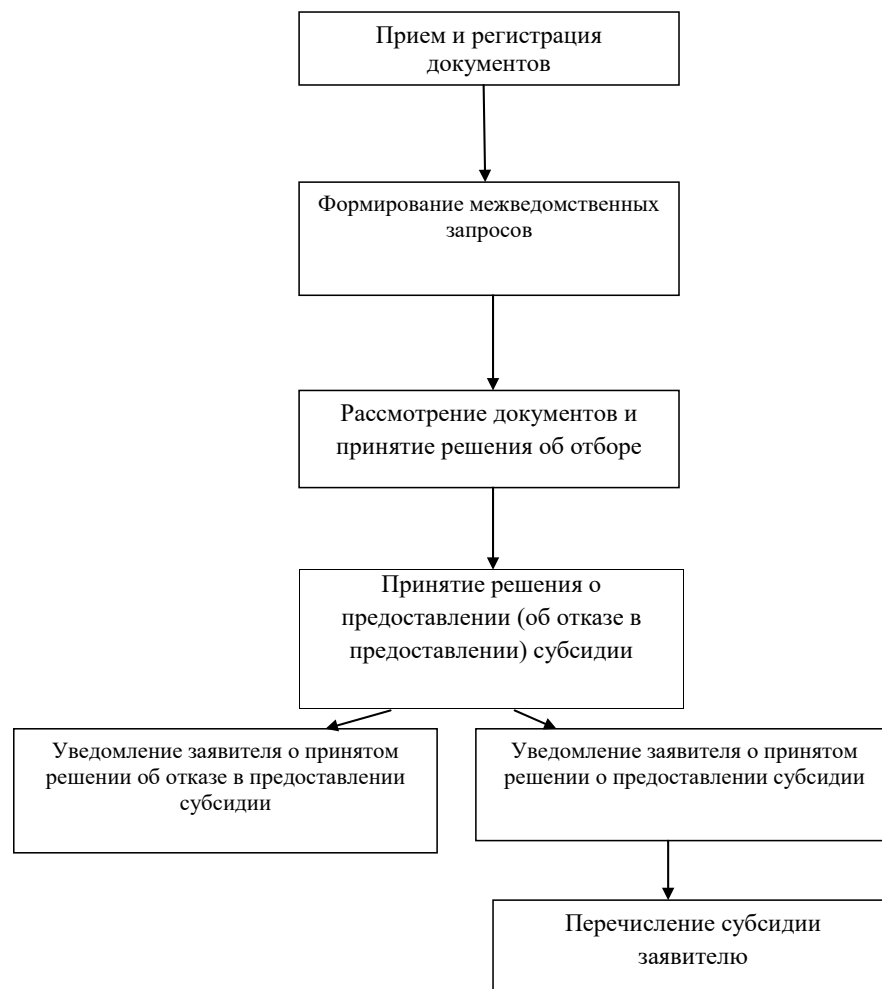 Прием и регистрация
документов
Формирование межведомственных
запросов
Рассмотрение документов и
принятие решения об отборе
Принятие решения о
предоставлении (об отказе в
предоставлении) субсидии
Уведомление заявителя о принятом
решении об отказе в предоставлении
субсидии
Уведомление заявителя о принятом
решении о предоставлении субсидии
Перечисление субсидии
заявителю